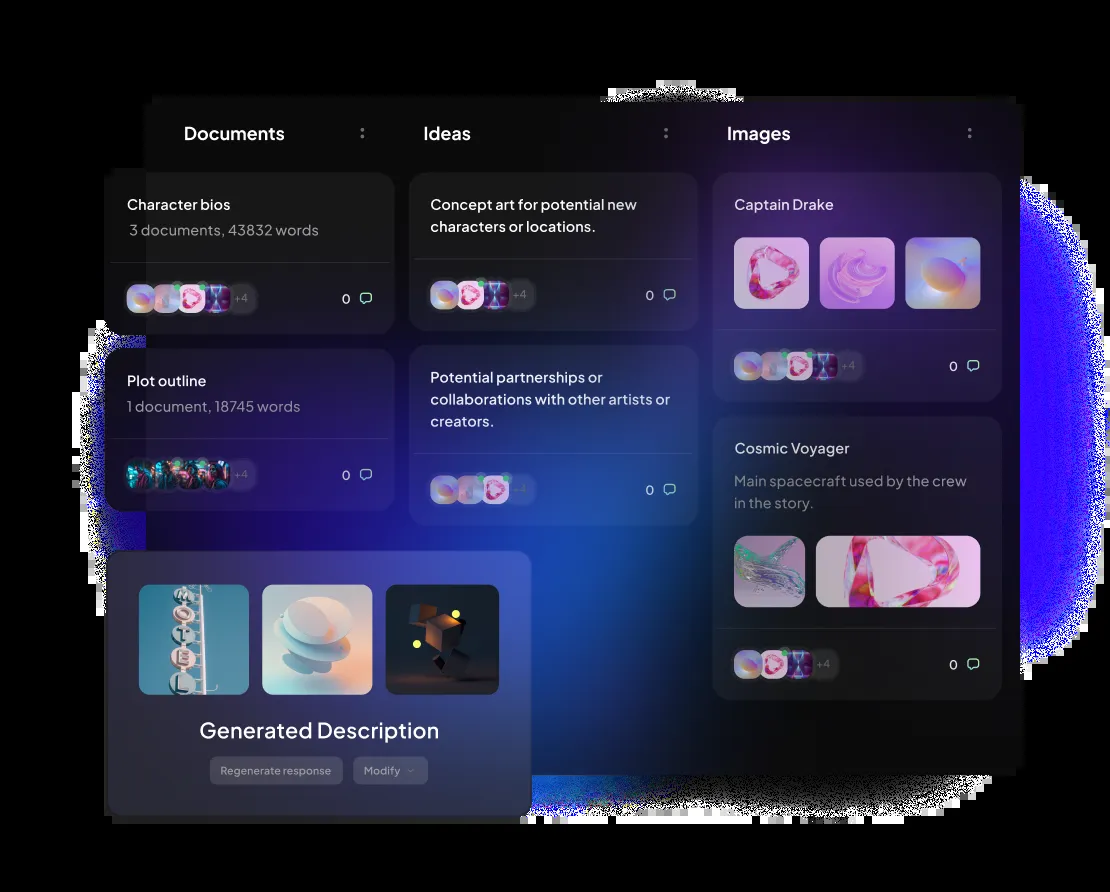 Documents
Ideas
Images
Character bios
3 documents, 43832 words
+4
0
Plot outline
1 document, 18745 words
+4
0
Concept art for potential new
characters or locations.
+4
0
Potential partnerships or
collaborations with other artists or
creators.
+4
0
Captain Drake
+4
0
Cosmic Voyager
Main spacecraft used by the crew
in the story.
+4
0
MOTEL
Generated Description
Regenerate response
Modify